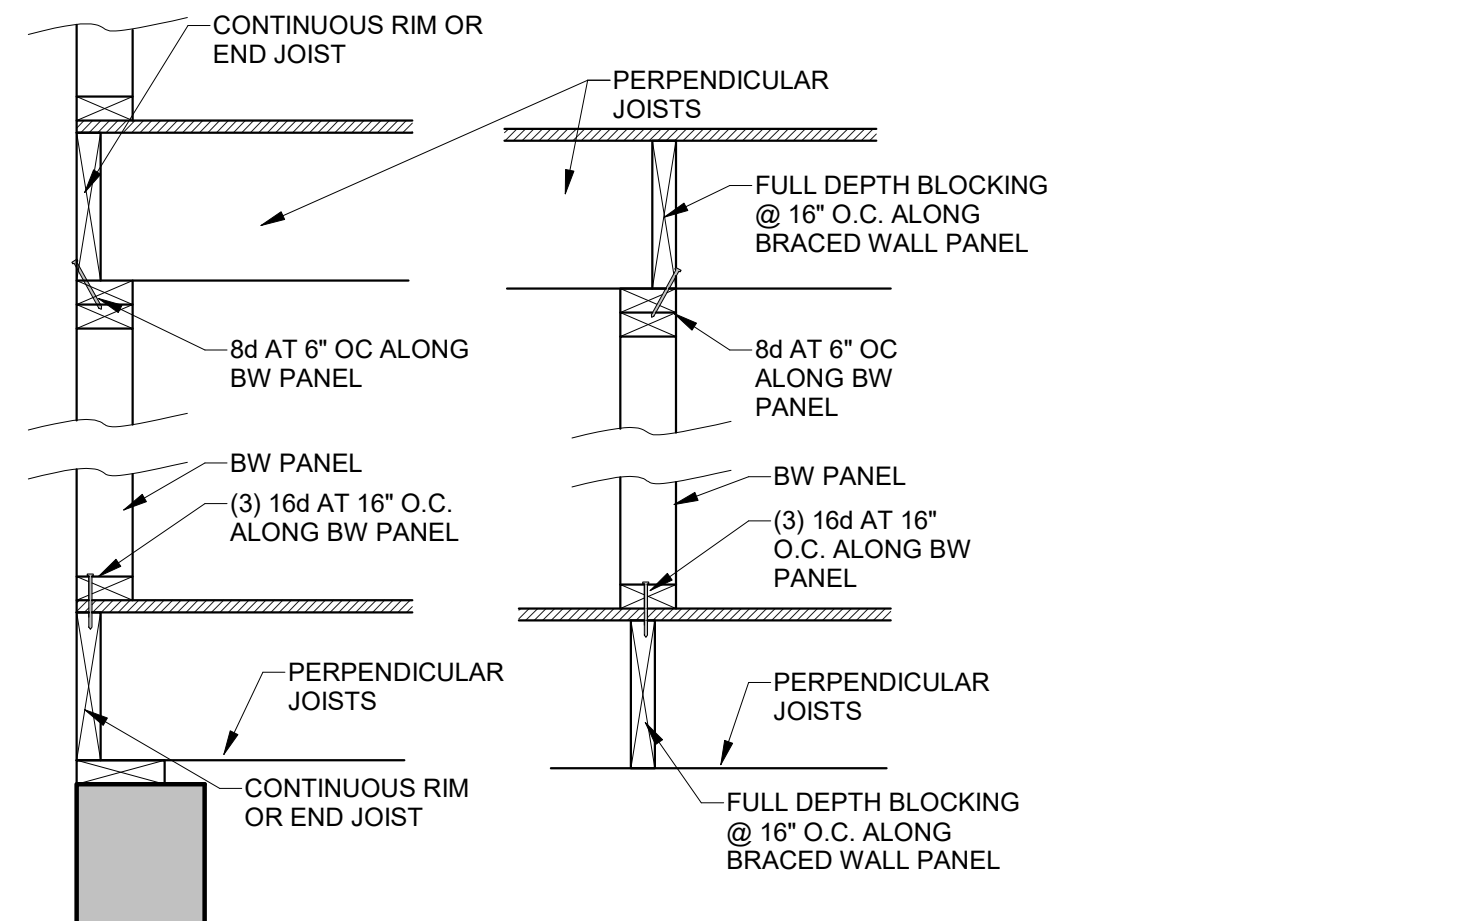 CONTINUOUS RIM OR
END JOIST
PERPENDICULAR
JOISTS
FULL DEPTH BLOCKING
@ 16" O.C. ALONG
BRACED WALL PANEL
8d AT 6" OC ALONG
BW PANEL
8d AT 6" OC
ALONG BW
PANEL
BW PANEL
(3) 16d AT 16" O.C.
ALONG BW PANEL
BW PANEL
(3) 16d AT 16"
O.C. ALONG BW
PANEL
PERPENDICULAR
JOISTS
PERPENDICULAR
JOISTS
CONTINUOUS RIM
OR END JOIST
FULL DEPTH BLOCKING
@ 16" O.C. ALONG
BRACED WALL PANEL